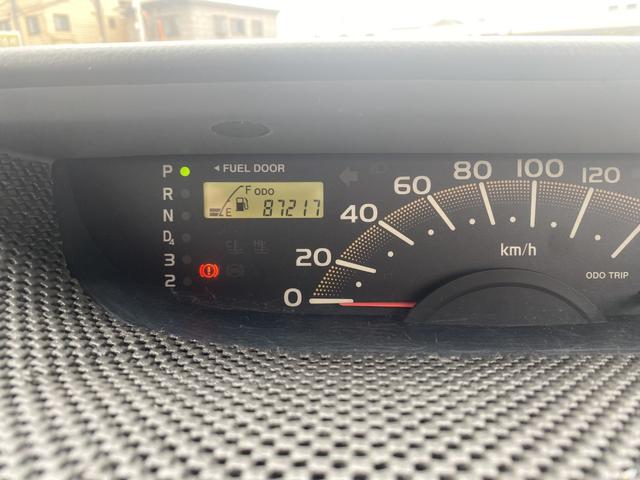 P
R
N
D4
3
2
◄ FUEL DOOR
F ODO
E 87217
0
20
40
60
80
100
120
km/h
ODO TRIP